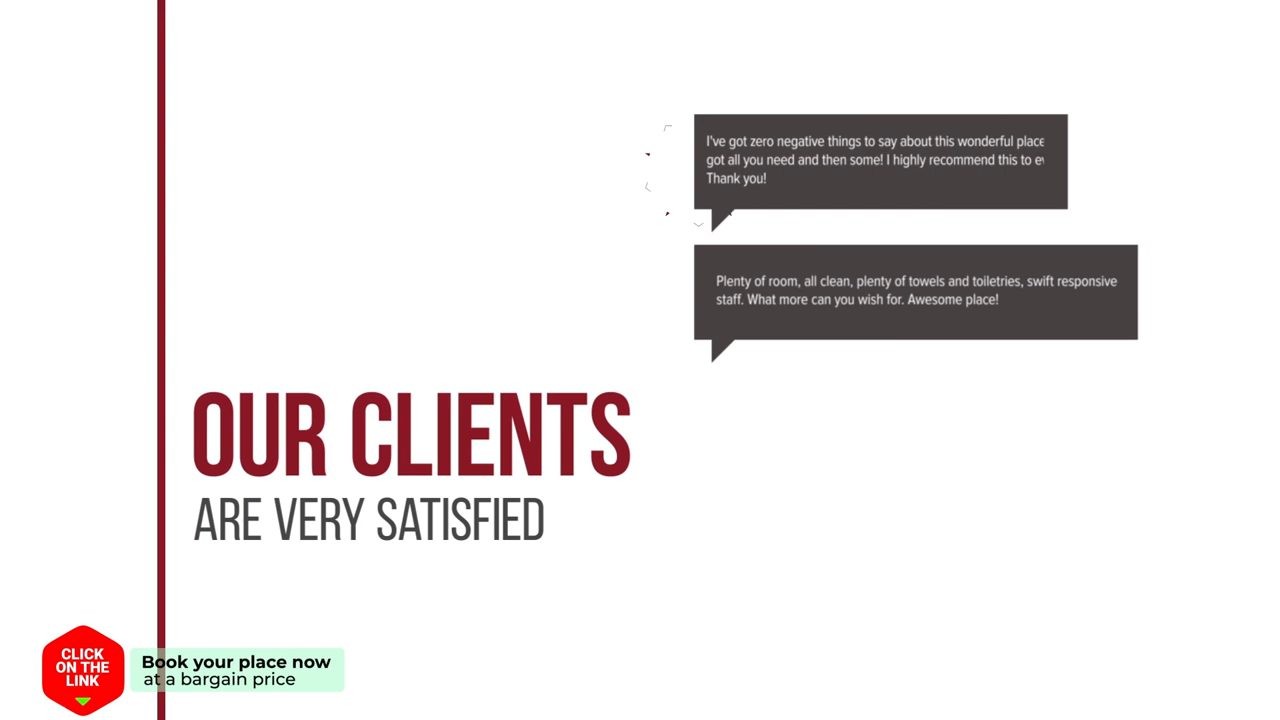 I've got zero negative things to say about this wonderful place
got all you need and then some! I highly recommend this to
Thank you!
Plenty of room, all clean, plenty of towels and toiletries, swift responsive
staff. What more can you wish for. Awesome place!
OUR CLIENTS
ARE VERY SATISFIED
CLICK
ON THE
LINK
Book your place now
at a bargain price